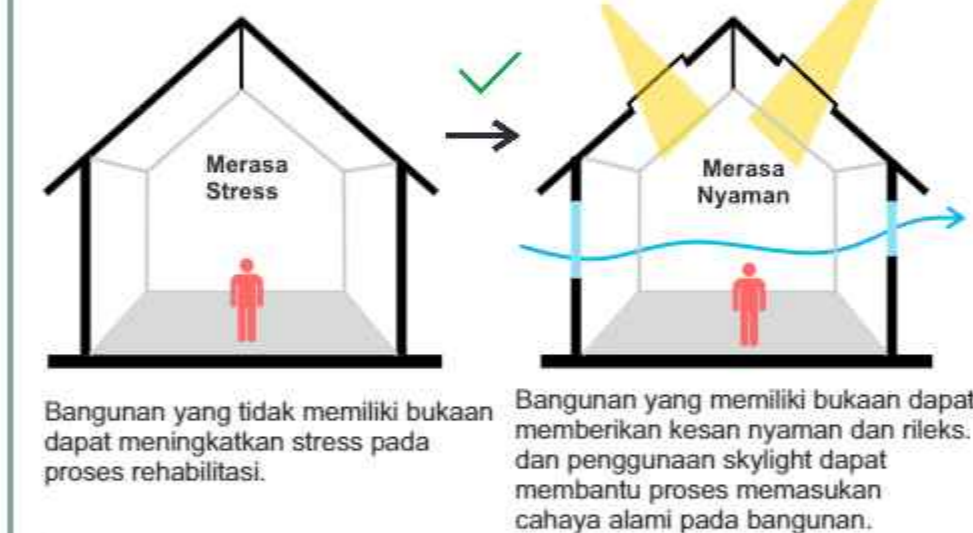 Merasa
Stress
Merasa
Nyaman
Bangunan yang tidak memiliki bukaan
dapat meningkatkan stress pada
proses rehabilitasi.
Bangunan yang memiliki bukaan dapat
memberikan kesan nyaman dan rileks.
dan penggunaan skylight dapat
membantu proses memasukan
cahaya alami pada bangunan.